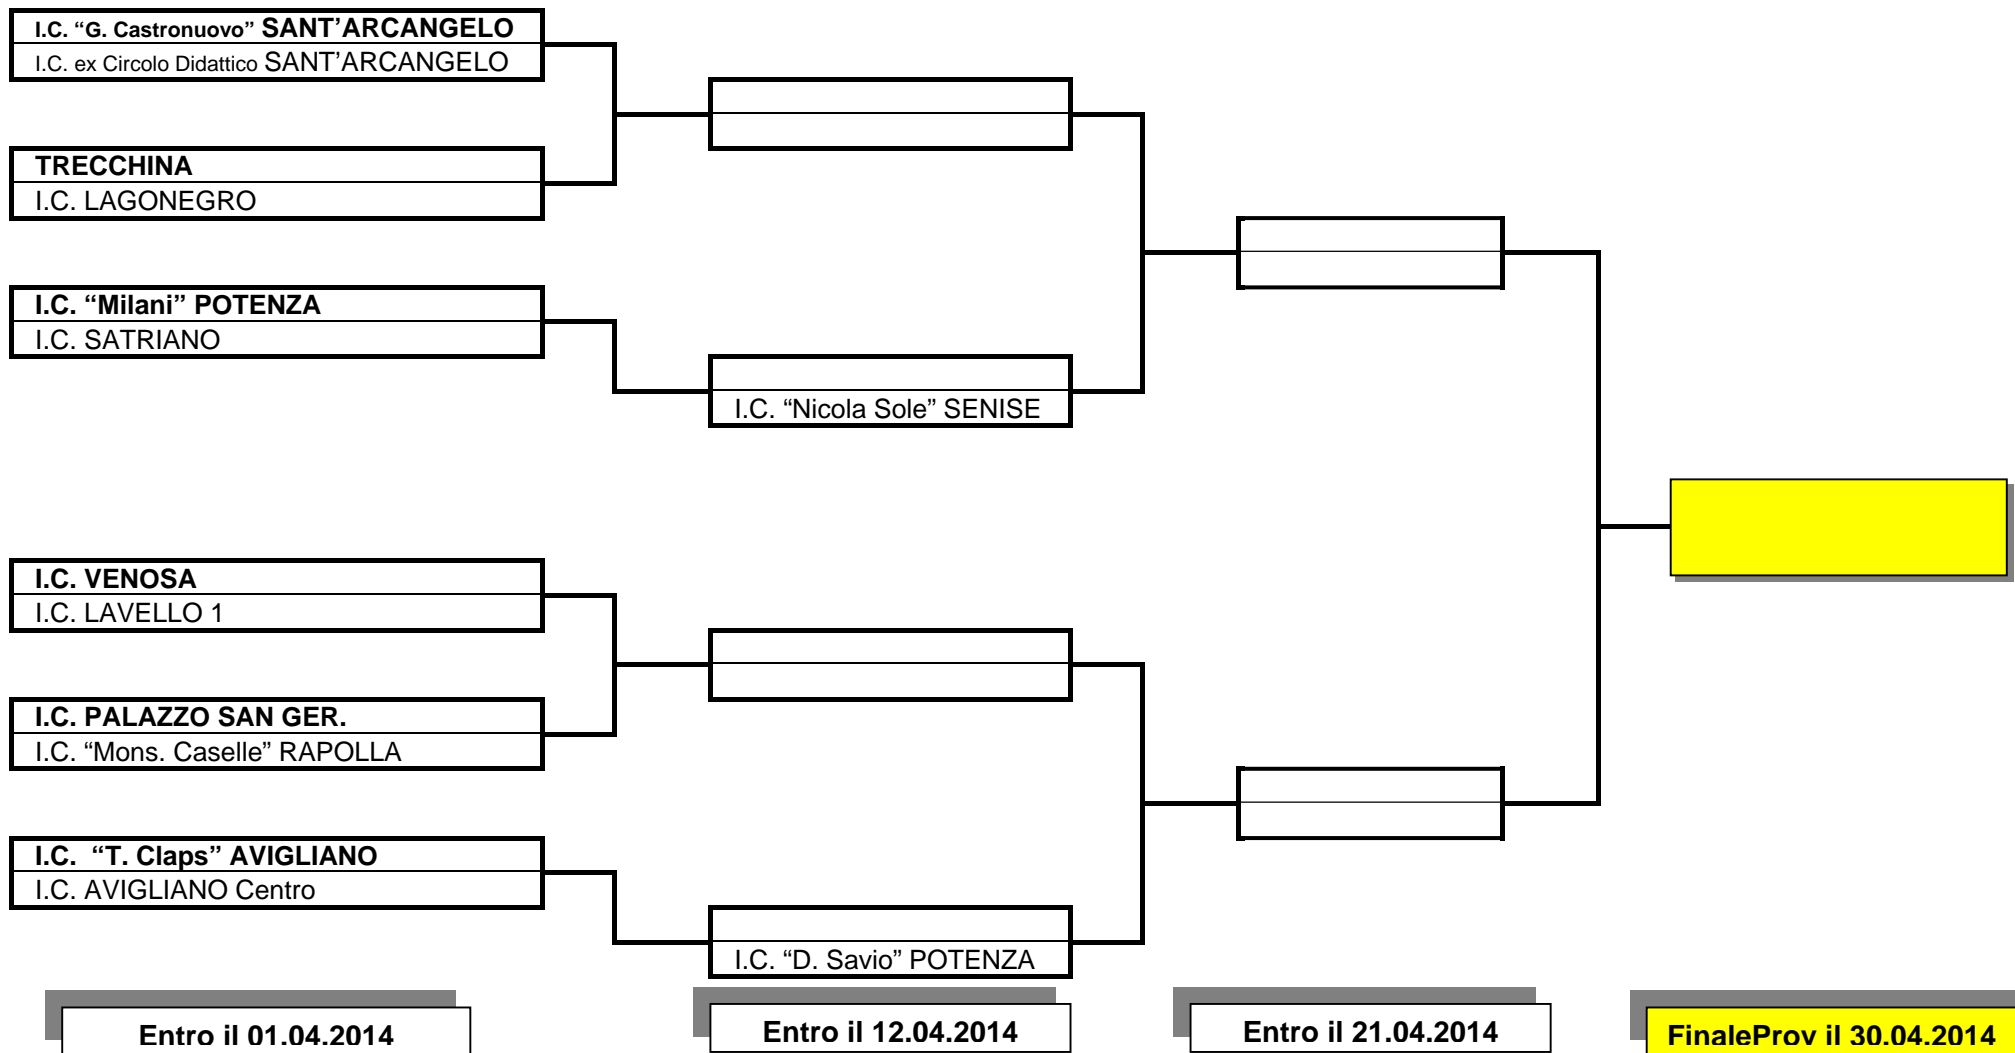 I.C. “G. Castronuovo” SANT’ARCANGELO
I.C. ex Circolo Didattico SANT’ARCANGELO
TRECCHINA
I.C. LAGONEGRO
I.C. “Milani” POTENZA
I.C. SATRIANO
I.C. “Nicola Sole” SENISE
I.C. VENOSA
I.C. LAVELLO 1
I.C. PALAZZO SAN GER.
I.C. “Mons. Caselle” RAPOLLA
I.C. “T. Claps” AVIGLIANO
I.C. AVIGLIANO Centro
I.C. “D. Savio” POTENZA
Entro il 01.04.2014
Entro il 12.04.2014
Entro il 21.04.2014
FinaleProv il 30.04.2014